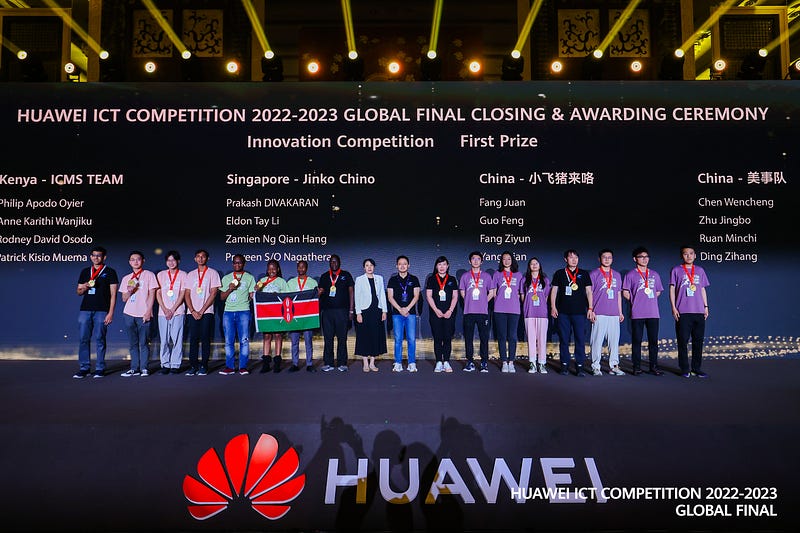 HUAWEI ICT COMPETITION 2022-2023 GLOBAL FINAL CLOSING & AWARDING CEREMONY
Innovation Competition First Prize
Kenya - ICMS TEAM
Philip Apodo Oyier
Anne Karithi Wanjiku
Rodney David Osodo
Patrick Kisio Muema
Singapore - Jinko Chino
Prakash DIVAKARAN
Eldon Tay Li
Zamien Ng Qian Hang
S/O Nagathera
China - 小飞猪来咯
Fang Juan
Guo Feng
Fang Ziyun
China - 美事队
Chen Wencheng
Zhu Jingbo
Ruan Minchi
Ding Zihang
HUAWEI
HUAWEI ICT COMPETITION 2022-2023
GLOBAL FINAL